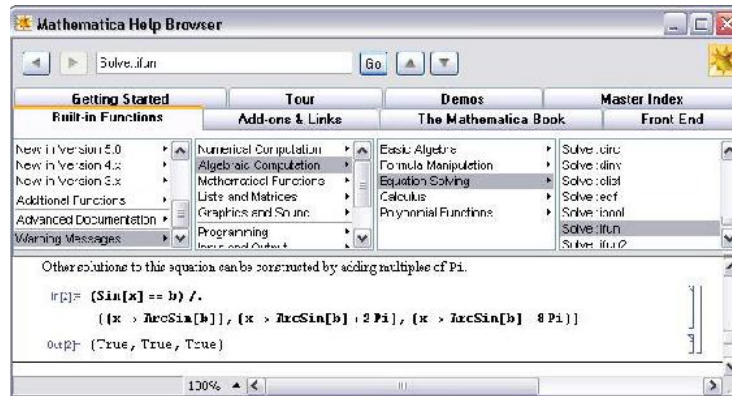 Mathematica Help Browser
Solve::ifun
Go
Getting Started Tour Demos Master Index
Built-in Functions Add-ons & Links The Mathematica Book Front End
New in Version 5.0
New in Version 4.x
New in Version 3.x
Additional Functions
Advanced Documentation
Warning Messages
Numerical Computation
Algebraic Computation
Mathematical Functions
Lists and Matrices
Graphics and Sound
Programming
Input and Output
Basic Algebra
Formula Manipulation
Equation Solving
Calculus
Polynomial Functions
Solve::circ
Solve::dinv
Solve::elist
Solve::eqf
Solve::ifun
Solve::ifun2
Other solutions to this equation can be constructed by adding multiples of Pi.
In[2]:= (Sin[x] == b) /.
{{x -> ArcSin[b]}, {x -> ArcSin[b] + 2 Pi}, {x -> ArcSin[b] - 8 Pi}}
Out[2]= {True, True, True}
100%